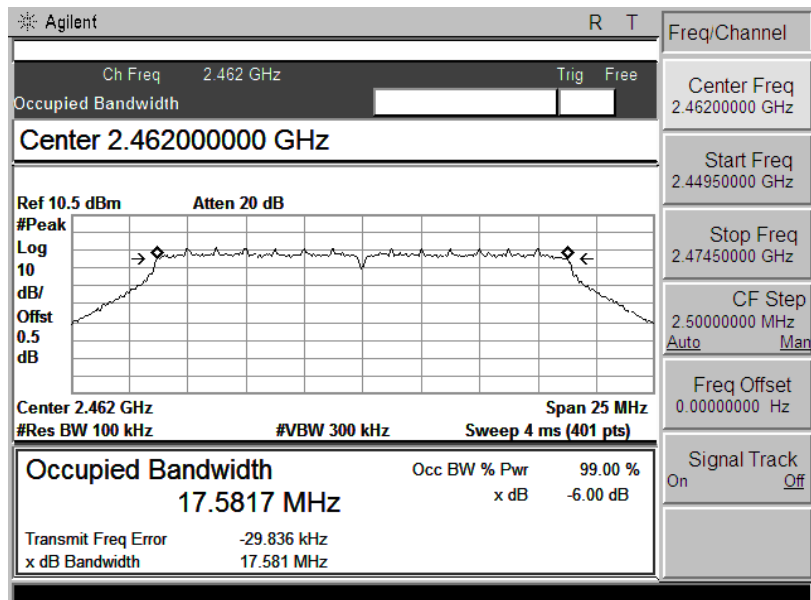 Agilent R T
Freq/Channel
Ch Freq 2.462 GHz Trig Free
Occupied Bandwidth
Center 2.462000000 GHz
Ref 10.5 dBm Atten 20 dB
#Peak
Log
10
dB/
Offst
0.5
dB
Center 2.462 GHz Span 25 MHz
#Res BW 100 kHz #VBW 300 kHz Sweep 4 ms (401 pts)
Occupied Bandwidth
17.5817 MHz
Occ BW % Pwr 99.00 %
x dB -6.00 dB
Transmit Freq Error -29.836 kHz
x dB Bandwidth 17.581 MHz
Center Freq
2.46200000 GHz
Start Freq
2.44950000 GHz
Stop Freq
2.47450000 GHz
CF Step
2.50000000 MHz
Auto Man
Freq Offset
0.00000000 Hz
Signal Track
On Off